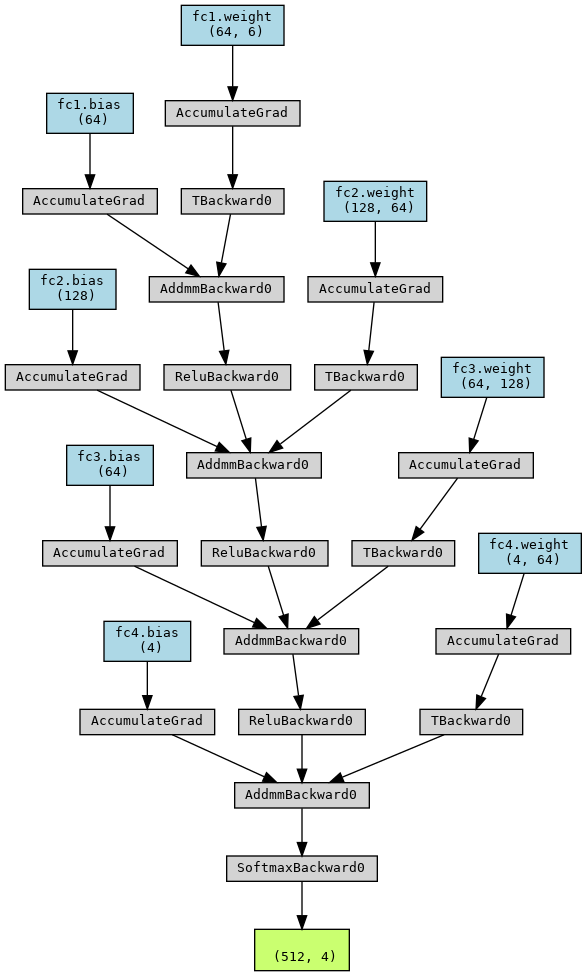 fc1.weight
(64, 6)
fc1.bias
(64)
AccumulateGrad
AccumulateGrad
TBackward0
fc2.weight
(128, 64)
fc2.bias
(128)
AddmmBackward0
AccumulateGrad
AccumulateGrad
ReluBackward0
TBackward0
fc3.weight
(64, 128)
fc3.bias
(64)
AddmmBackward0
AccumulateGrad
AccumulateGrad
ReluBackward0
TBackward0
fc4.weight
(4, 64)
fc4.bias
(4)
AddmmBackward0
AccumulateGrad
AccumulateGrad
ReluBackward0
TBackward0
AddmmBackward0
SoftmaxBackward0
(512, 4)